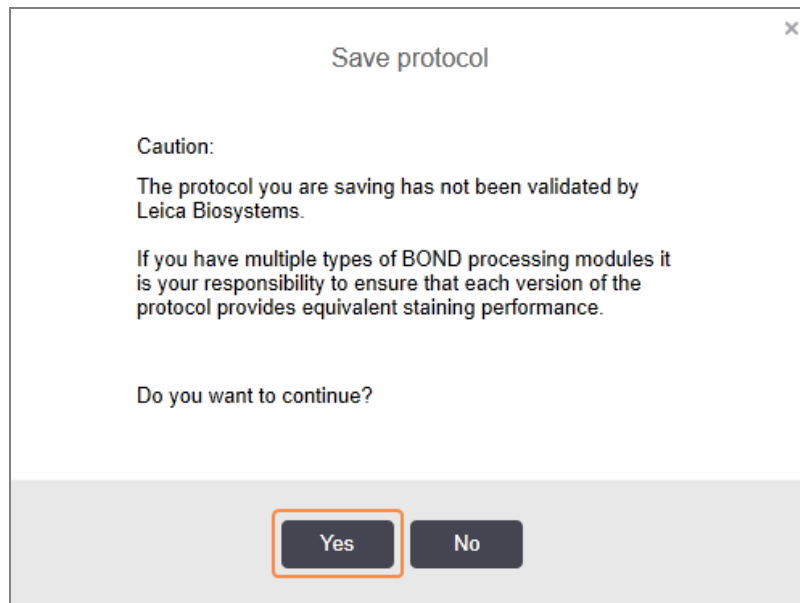 Save protocol
Caution:
The protocol you are saving has not been validated by
Leica Biosystems.
If you have multiple types of BOND processing modules it
is your responsibility to ensure that each version of the
protocol provides equivalent staining performance.
Do you want to continue?
Yes No